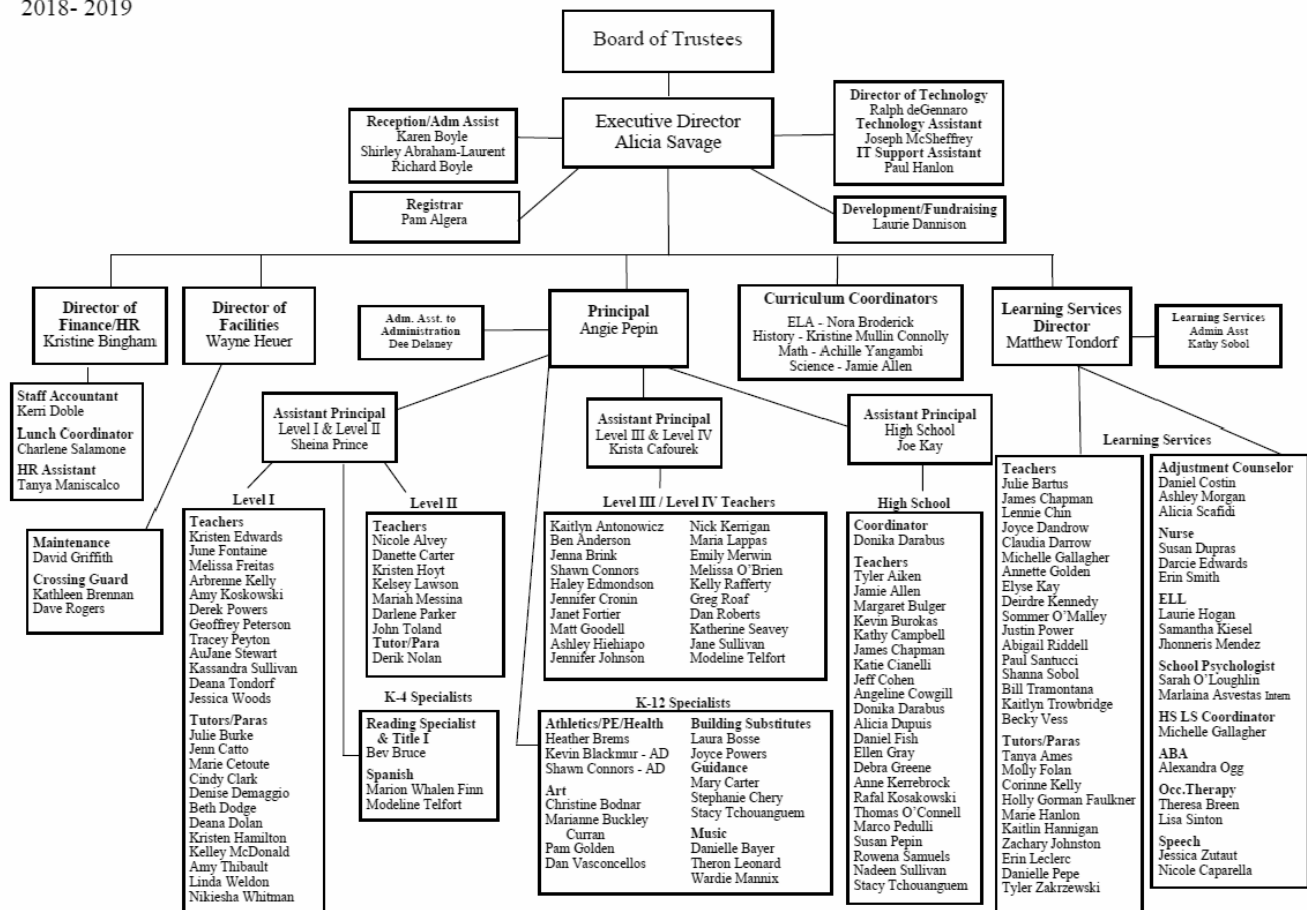 2018- 2019
Board of Trustees
Executive Director
Alicia Savage
Reception/Adm Assist
Karen Boyle
Shirley Abraham-Laurent
Richard Boyle
Director of Technology
Ralph deGennaro
Technology Assistant
Joseph McSheffrey
IT Support Assistant
Paul Hanlon
Registrar
Pam Algera
Development/Fundraising
Laurie Dannison
Director of
Finance/HR
Kristine Bingham
Director of
Facilities
Wayne Heuer
Adm. Asst. to
Administration
Dee Delaney
Principal
Angie Pepin
Curriculum Coordinators
ELA - Nora Broderick
History - Kristine Mullin Connolly
Math - Achille Yangambi
Science - Jamie Allen
Learning Services
Director
Matthew Tondorf
Learning Services
Admin Asst
Kathy Sobol
Staff Accountant
Kerri Doble
Lunch Coordinator
Charlene Salamone
HR Assistant
Tanya Maniscalco
Assistant Principal
Level I & Level II
Sheina Prince
Assistant Principal
Level III & Level IV
Krista Cafourek
Assistant Principal
High School
Joe Kay
Maintenance
David Griffith
Crossing Guard
Kathleen Brennan
Dave Rogers
Level I
Teachers
Kristen Edwards
June Fontaine
Melissa Freitas
Arbrenne Kelly
Amy Koskowski
Derek Powers
Geoffrey Peterson
Tracey Peyton
AuJane Stewart
Kassandra Sullivan
Deana Tondorf
Jessica Woods
Tutors/Paras
Julie Burke
Jenn Catto
Marie Cetoute
Cindy Clark
Denise Demaggio
Beth Dodge
Deana Dolan
Kristen Hamilton
Kelley McDonald
Amy Thibault
Linda Weldon
Nikiesha Whitman
Level II
Teachers
Nicole Alvey
Danette Carter
Kristen Hoyt
Kelsey Lawson
Mariah Messina
Darlene Parker
John Toland
Tutor/Para
Derik Nolan
K-4 Specialists
Reading Specialist
& Title I
Bev Bruce
Spanish
Marion Whalen Finn
Modeline Telfort
Level III / Level IV Teachers
Kaitlyn Antonowicz
Ben Anderson
Jenna Brink
Shawn Connors
Haley Edmondson
Jennifer Cronin
Janet Fortier
Matt Goodell
Ashley Hiehiapo
Jennifer Johnson
Nick Kerrigan
Maria Lappas
Emily Merwin
Melissa O'Brien
Kelly Rafferty
Greg Roaf
Dan Roberts
Katherine Seavey
Jane Sullivan
Modeline Telfort
K-12 Specialists
Athletics/PE/Health
Heather Brems
Kevin Blackmur - AD
Shawn Connors - AD
Art
Christine Bodnar
Marianne Buckley
Curran
Pam Golden
Dan Vasconcellos
Building Substitutes
Laura Bosse
Joyce Powers
Guidance
Mary Carter
Stephanie Chery
Stacy Tchouanguem
Music
Danielle Bayer
Theron Leonard
Wardie Mannix
High School
Coordinator
Donika Darabus
Teachers
Tyler Aiken
Jamie Allen
Margaret Bulger
Kevin Burokas
Kathy Campbell
James Chapman
Katie Cianelli
Jeff Cohen
Angeline Cowgill
Donika Darabus
Alicia Dupuis
Daniel Fish
Ellen Gray
Debra Greene
Anne Kerrebrock
Rafal Kosakowski
Thomas O'Connell
Marco Pedulli
Susan Pepin
Rowena Samuels
Nadeen Sullivan
Stacy Tchouanguem
Learning Services
Teachers
Julie Bartus
James Chapman
Lennie Chin
Joyce Dandrow
Claudia Darrow
Michelle Gallagher
Annette Golden
Elyse Kay
Deirdre Kennedy
Sommer O'Malley
Justin Power
Abigail Riddell
Paul Santucci
Shanna Sobol
Bill Tramontana
Kaitlyn Trowbridge
Becky Vess
Tutors/Paras
Tanya Ames
Molly Folan
Corinne Kelly
Holly Gorman Faulkner
Marie Hanlon
Kaitlin Hannigan
Zachary Johnston
Erin Leclerc
Danielle Pepe
Tyler Zakrzewski
Adjustment Counselor
Daniel Costin
Ashley Morgan
Alicia Scafidi
Nurse
Susan Dupras
Darcie Edwards
Erin Smith
ELL
Laurie Hogan
Samantha Kiesel
Jhonneris Mendez
School Psychologist
Sarah O'Loughlin
Marlaina Asvestas Intern
HS LS Coordinator
Michelle Gallagher
ABA
Alexandra Ogg
Occ.Therapy
Theresa Breen
Lisa Sinton
Speech
Jessica Zutaut
Nicole Caparella